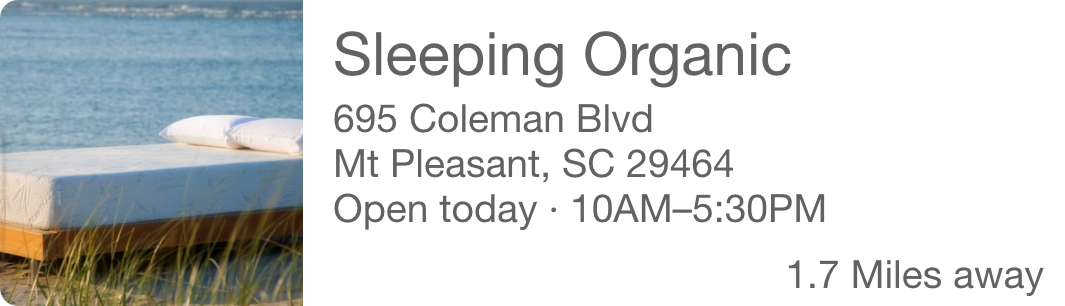 Sleeping Organic
695 Coleman Blvd
Mt Pleasant, SC 29464
Open today · 10AM–5:30PM
1.7 Miles away